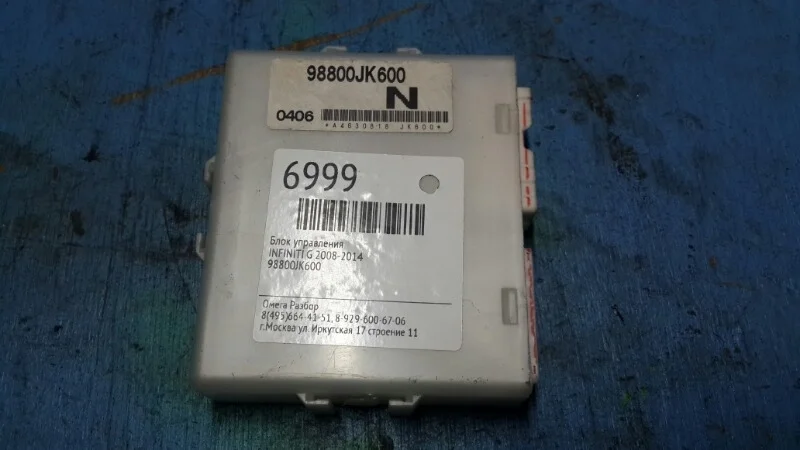 98800JK600
N
0406
*A4630818 JK600*
6999
Блок управления
INFINITI G 2008-2014
98800JK600
Омега Разбор
8(495)664-41-51, 8-929-600-67-06
г.Москва ул. Иркутская 17 строение 11